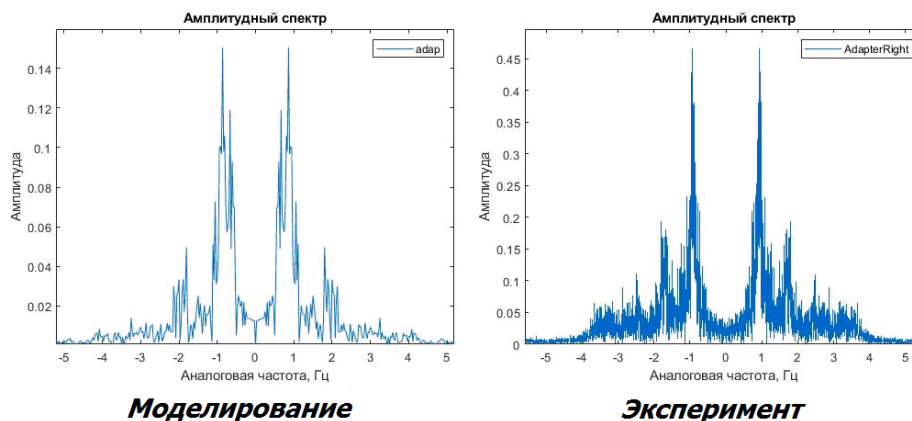 Амплитудный спектр
adap
0.14
0.12
0.1
0.08
0.06
0.04
0.02
Амплитуда
-5 -4 -3 -2 -1 0 1 2 3 4 5
Аналоговая частота, Гц
Моделирование
Амплитудный спектр
AdapterRight
0.45
0.4
0.35
0.3
0.25
0.2
0.15
0.1
0.05
0
Амплитуда
-5 -4 -3 -2 -1 0 1 2 3 4 5
Аналоговая частота, Гц
Эксперимент